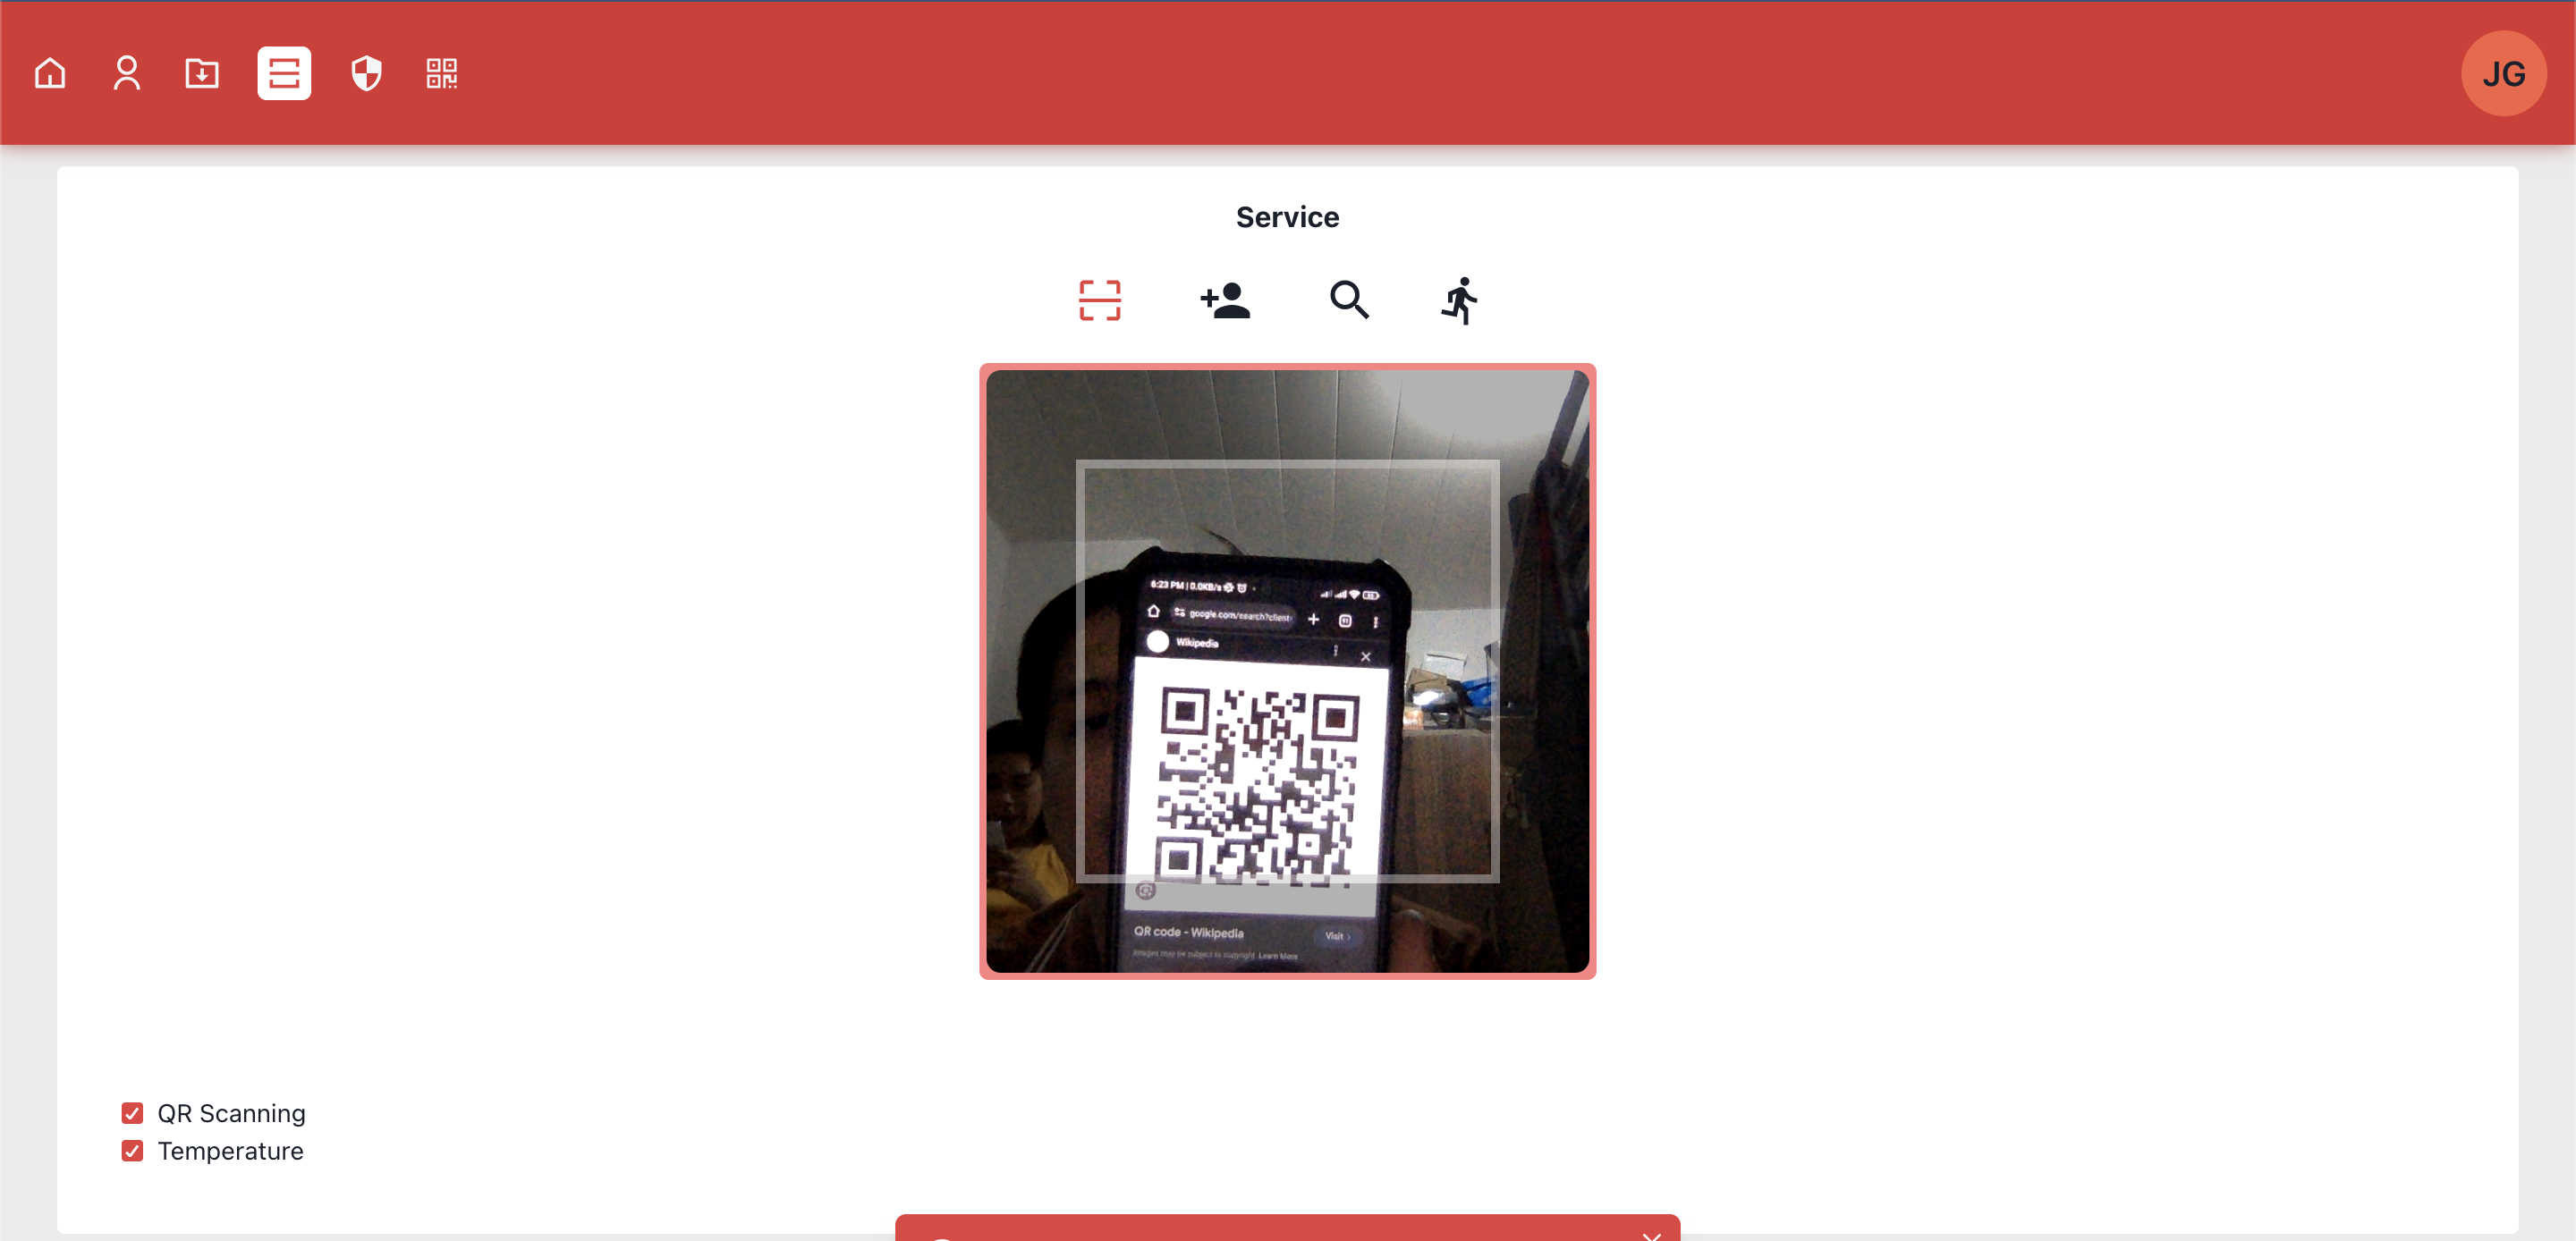 JG
Service
6:23 PM | 0.0KB/s
google.com/search?client
Wikipedia
QR code - Wikipedia
Visit
Images may be subject to copyright. Learn More
QR Scanning
Temperature